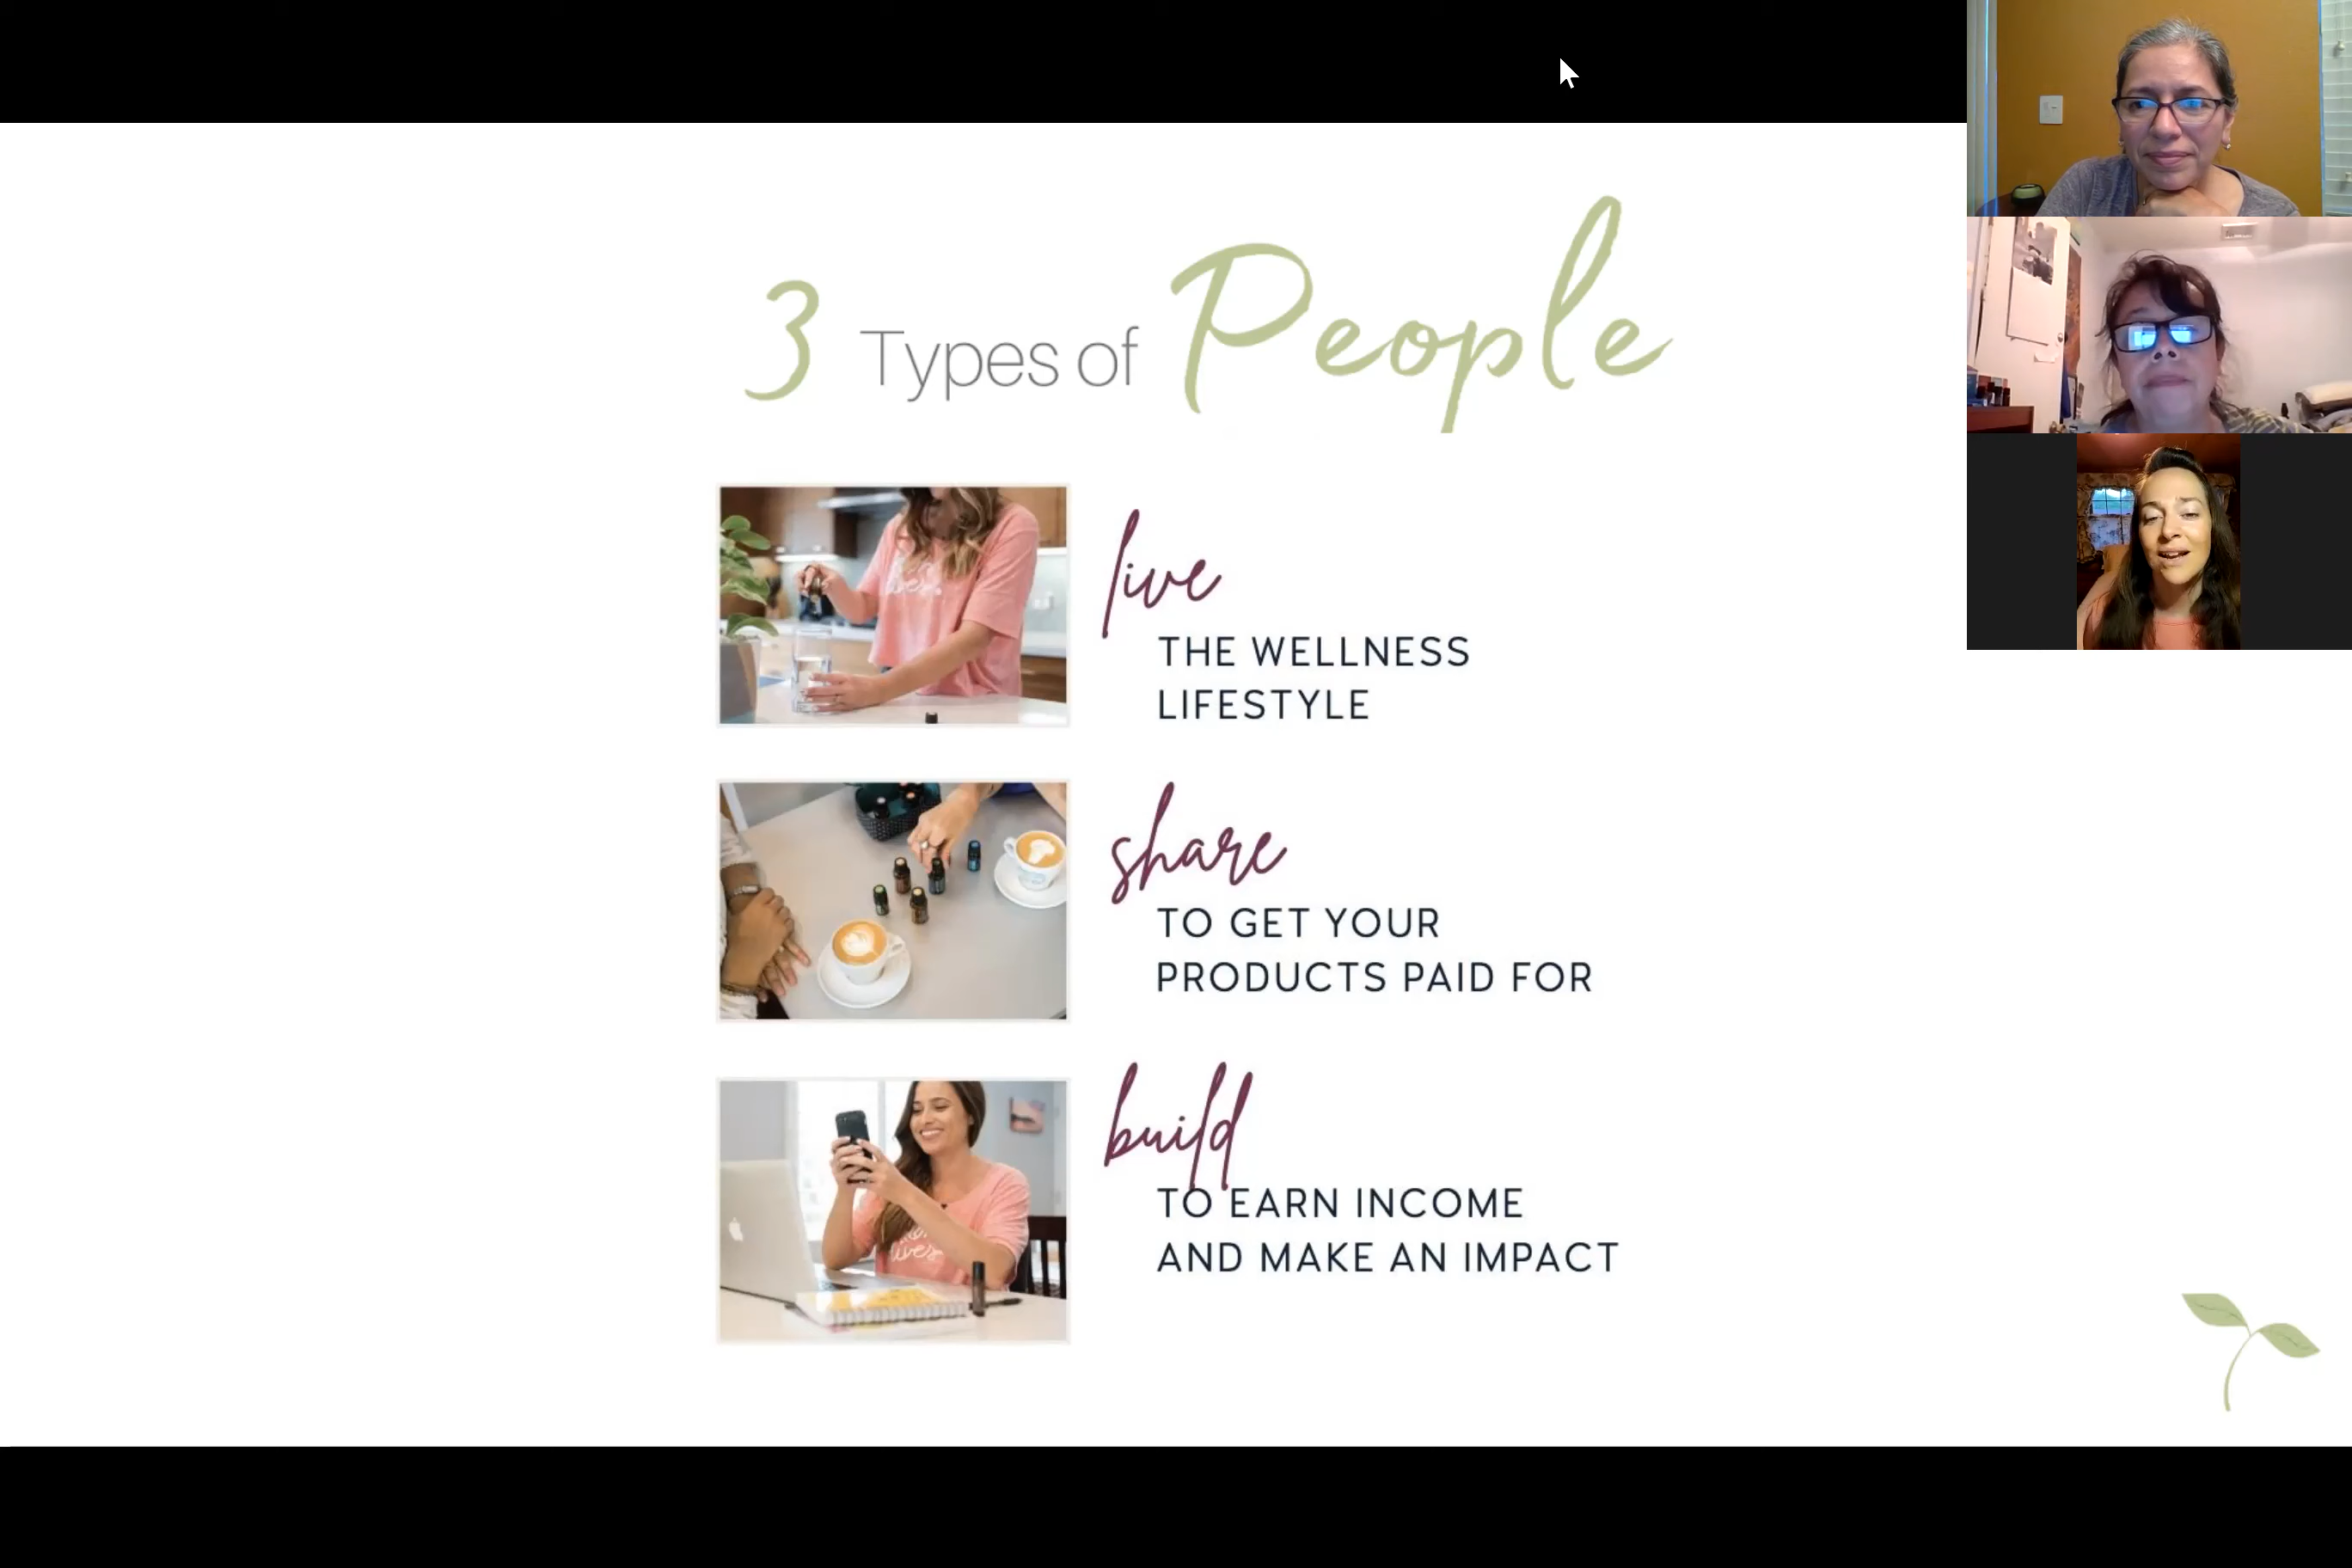 3 Types of People
live
THE WELLNESS
LIFESTYLE
share
TO GET YOUR
PRODUCTS PAID FOR
build
TO EARN INCOME
AND MAKE AN IMPACT
lives